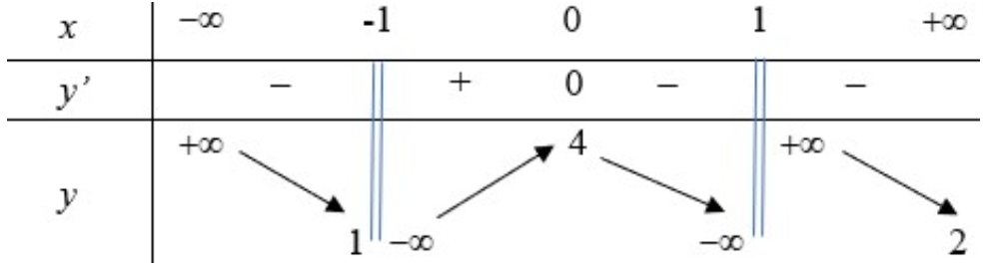 x −∞ -1 0 1 +∞
y’ − + 0 − −
+∞ 4 +∞
y
1 −∞ −∞ 2